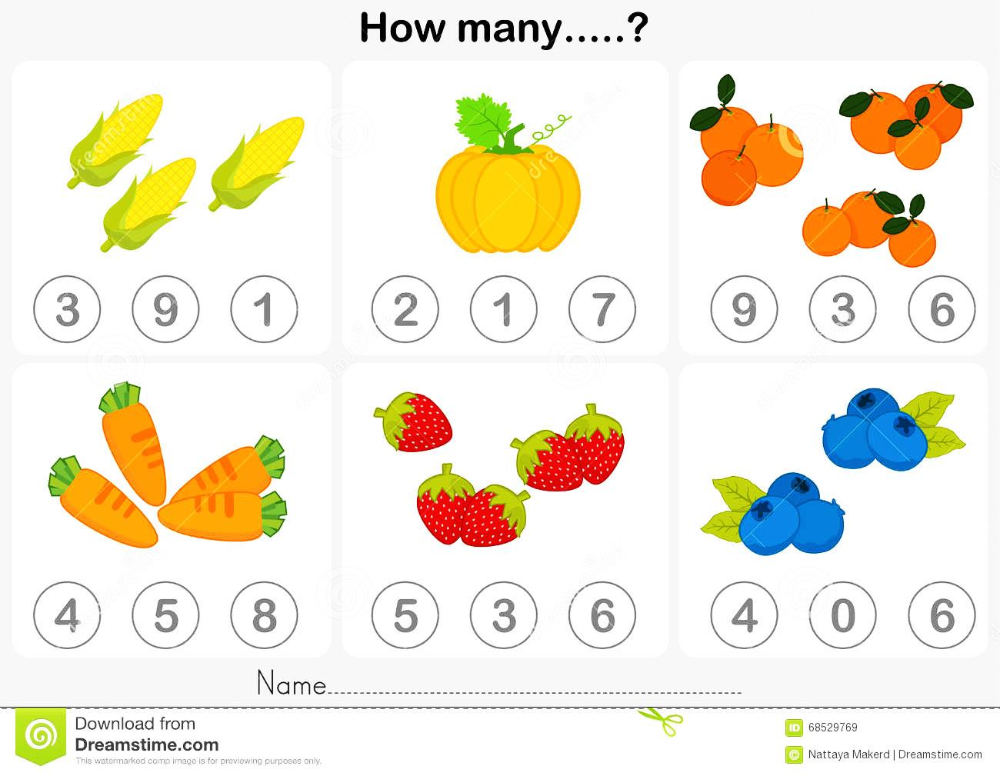 How many.....?
3 9 1
2 1 7
9 3 6
4 5 8
5 3 6
4 0 6
Name
Download from
Dreamstime.com
This watermarked comp image is for previewing purposes only.
ID 68529769
© Nattaya Makerd | Dreamstime.com